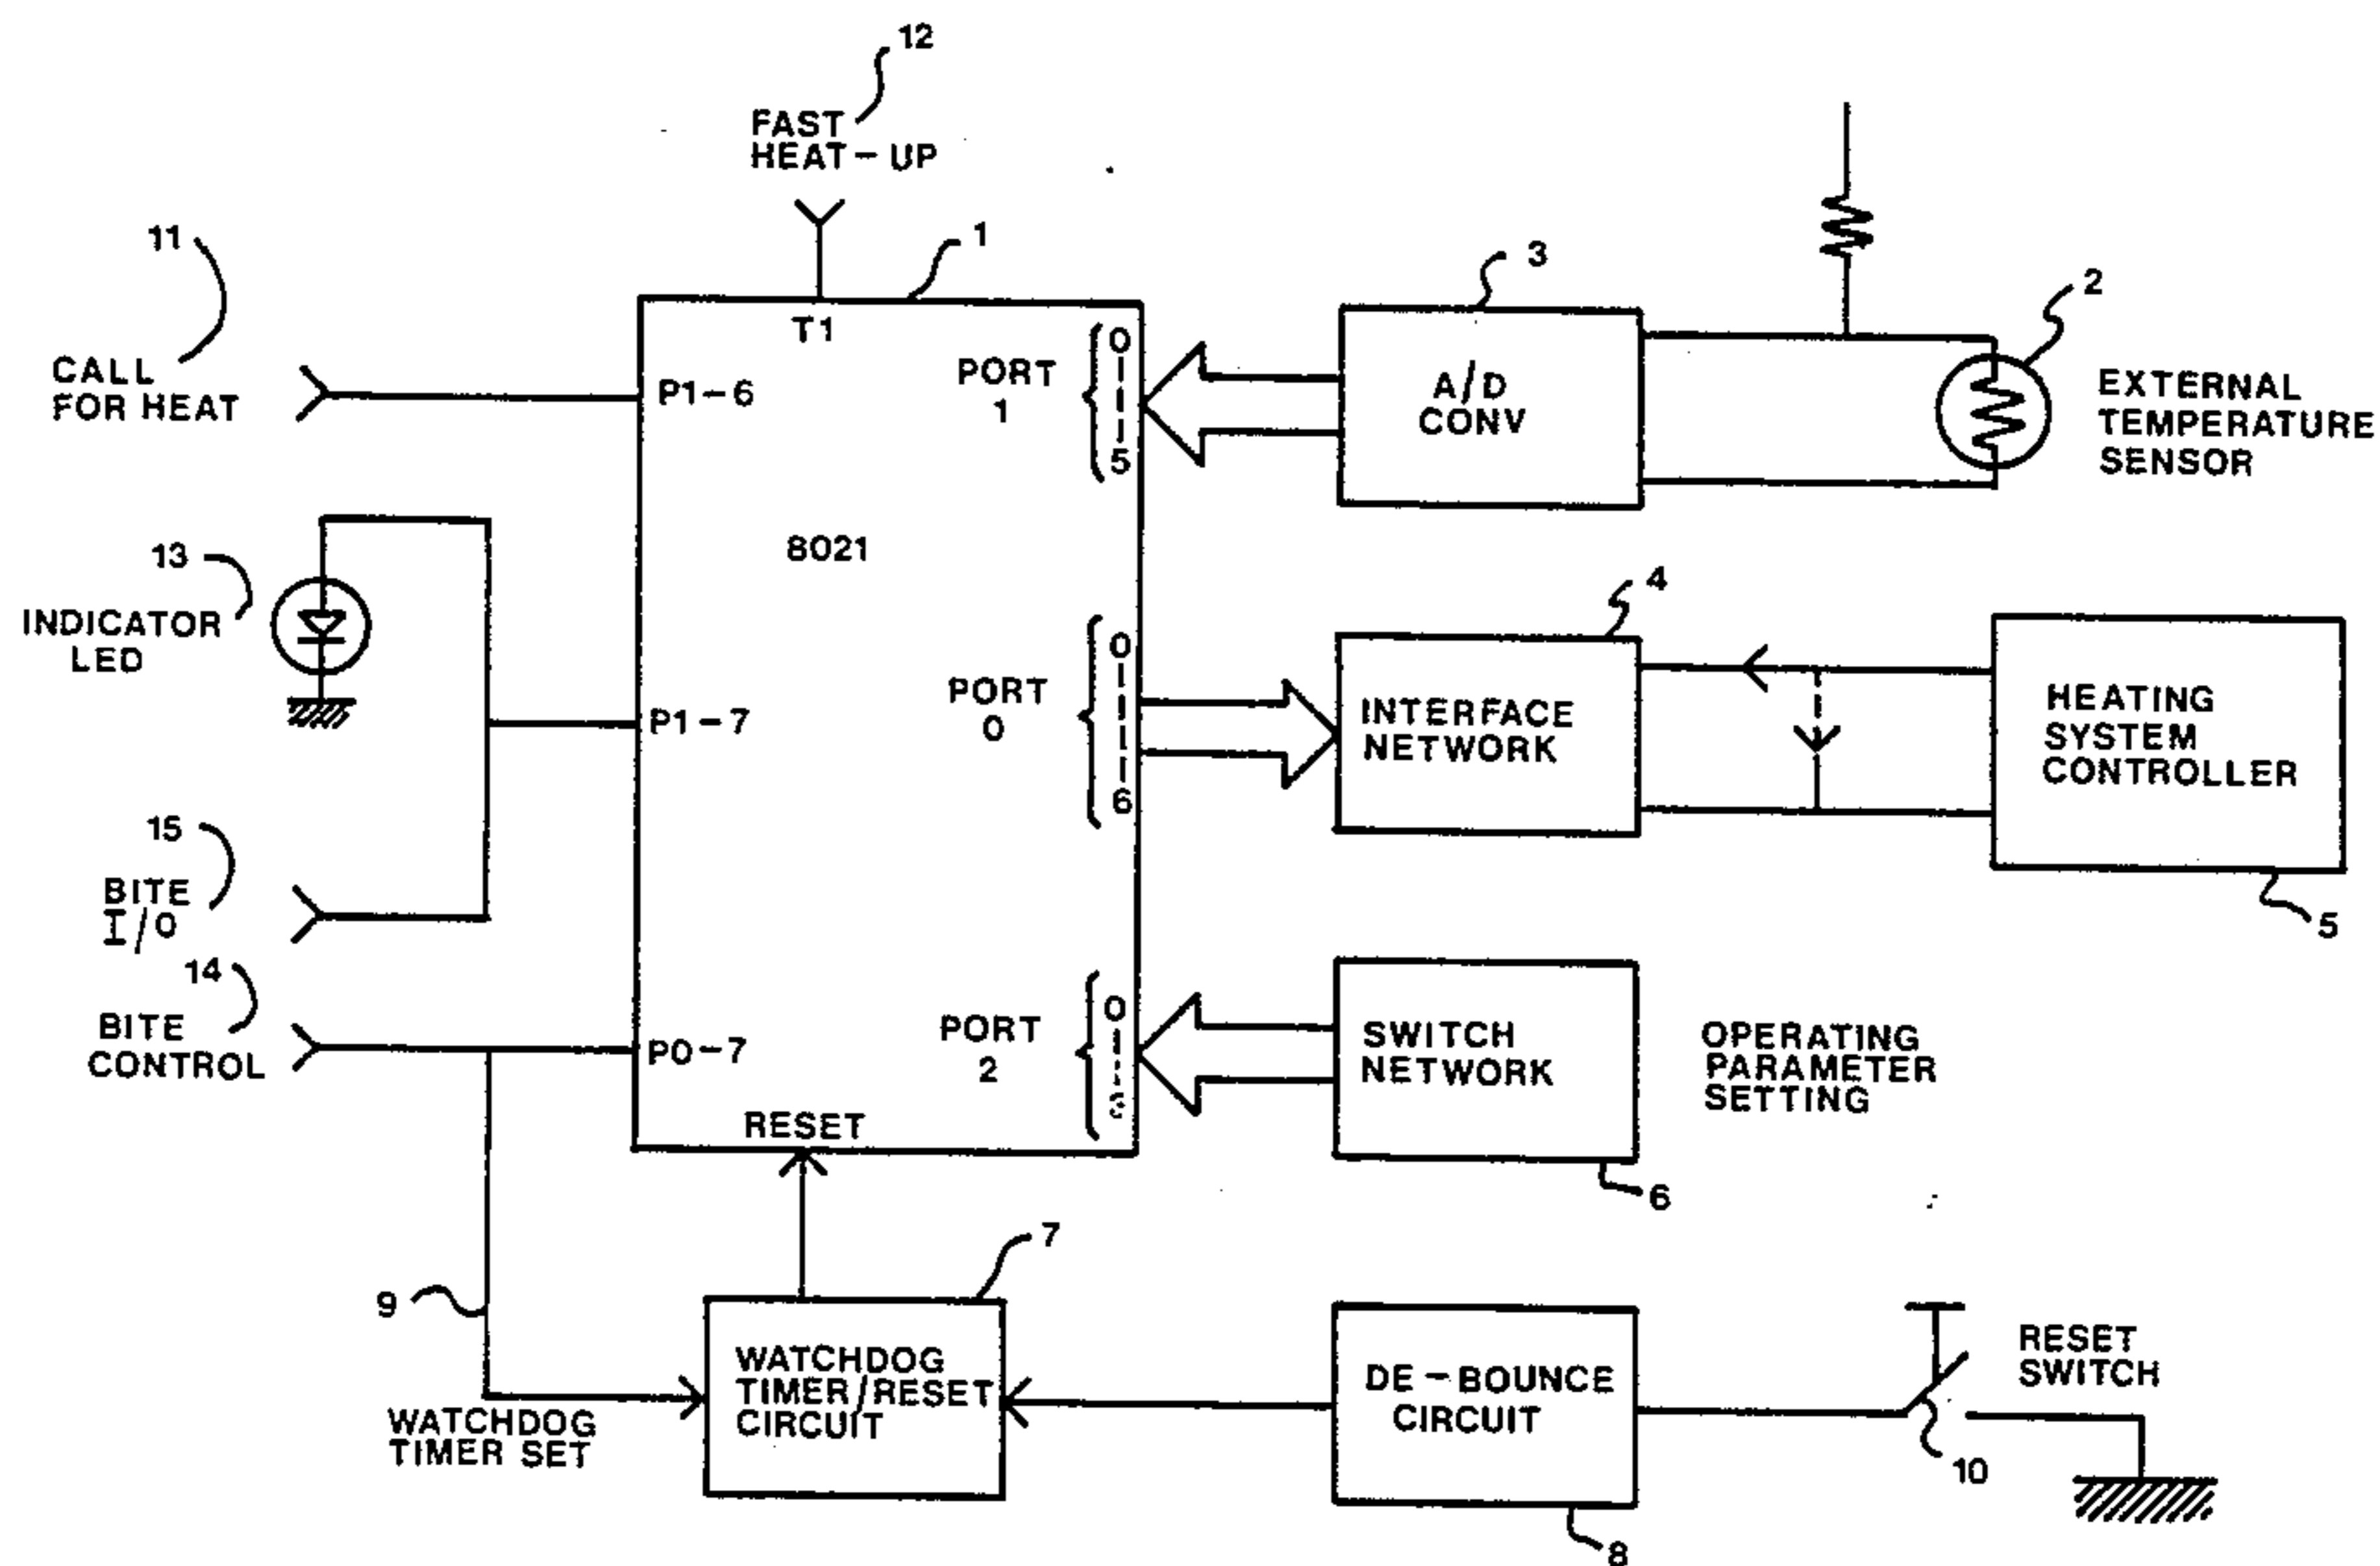 12
FAST
HEAT-UP
11
1
3
2
CALL
FOR HEAT
T1
P1-6
PORT
1
0
5
A/D
CONV
EXTERNAL
TEMPERATURE
SENSOR
8021
13
INDICATOR
LED
4
P1-7
PORT
0
0
6
INTERFACE
NETWORK
HEATING
SYSTEM
CONTROLLER
5
15
BITE
I/O
14
BITE
CONTROL
P0-7
PORT
2
0
SWITCH
NETWORK
OPERATING
PARAMETER
SETTING
6
RESET
7
9
WATCHDOG
TIMER/RESET
CIRCUIT
WATCHDOG
TIMER SET
DE-BOUNCE
CIRCUIT
8
RESET
SWITCH
10